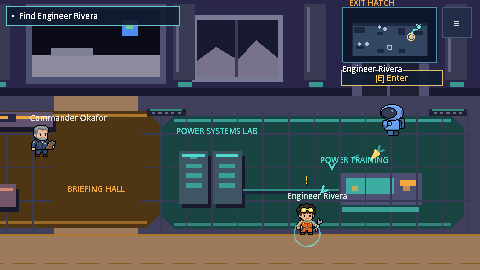 EXIT HATCH
• Find Engineer Rivera
≡
Engineer Rivera
[E] Enter
Commander Okafor
POWER SYSTEMS LAB
POWER TRAINING
!
BRIEFING HALL
Engineer Rivera